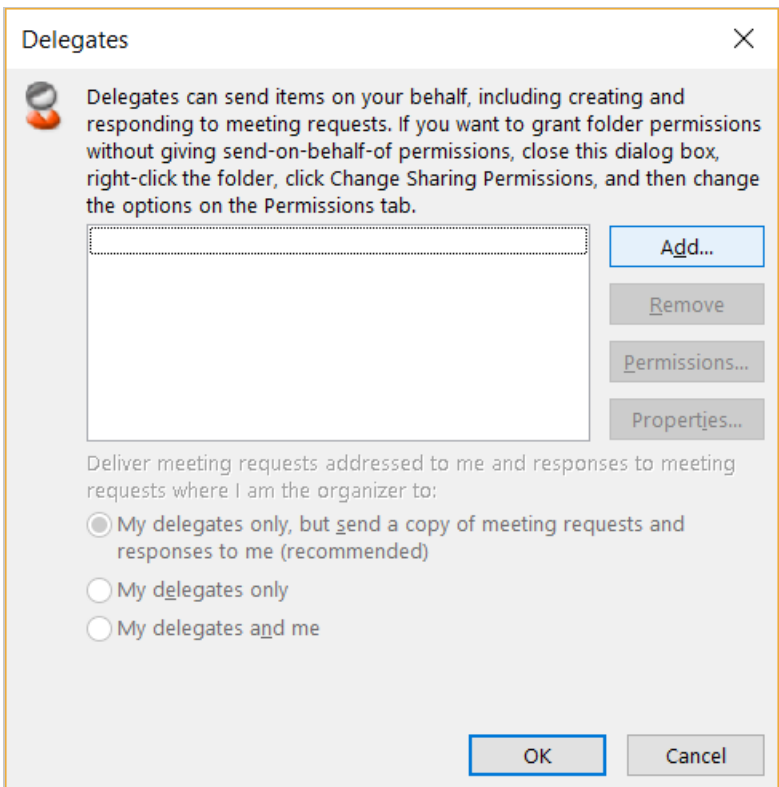 Delegates
Delegates can send items on your behalf, including creating and
responding to meeting requests. If you want to grant folder permissions
without giving send-on-behalf-of permissions, close this dialog box,
right-click the folder, click Change Sharing Permissions, and then change
the options on the Permissions tab.
Add...
Remove
Permissions...
Properties...
Deliver meeting requests addressed to me and responses to meeting
requests where I am the organizer to:
My delegates only, but send a copy of meeting requests and
responses to me (recommended)
My delegates only
My delegates and me
OK
Cancel